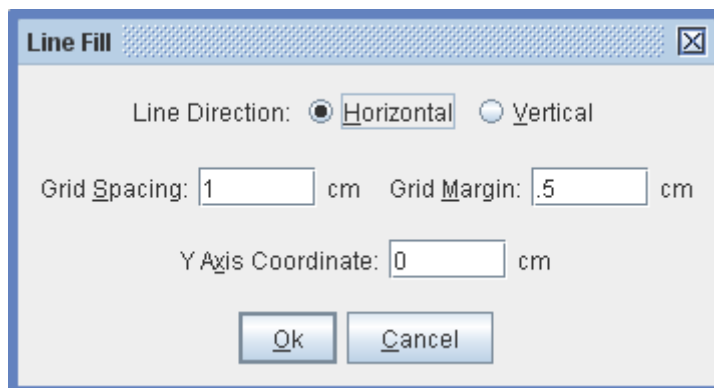 Line Fill
Line Direction: Horizontal Vertical
Grid Spacing: 1 cm Grid Margin: .5 cm
Y Axis Coordinate: 0 cm
Ok Cancel